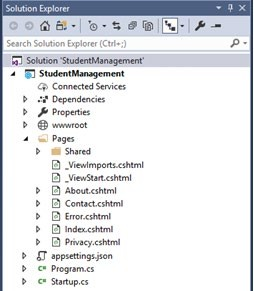 Solution Explorer
Search Solution Explorer (Ctrl+;)
Solution 'StudentManagement'
StudentManagement
Connected Services
Dependencies
Properties
wwwroot
Pages
Shared
_ViewImports.cshtml
_ViewStart.cshtml
About.cshtml
Contact.cshtml
Error.cshtml
Index.cshtml
Privacy.cshtml
appsettings.json
C# Program.cs
C# Startup.cs